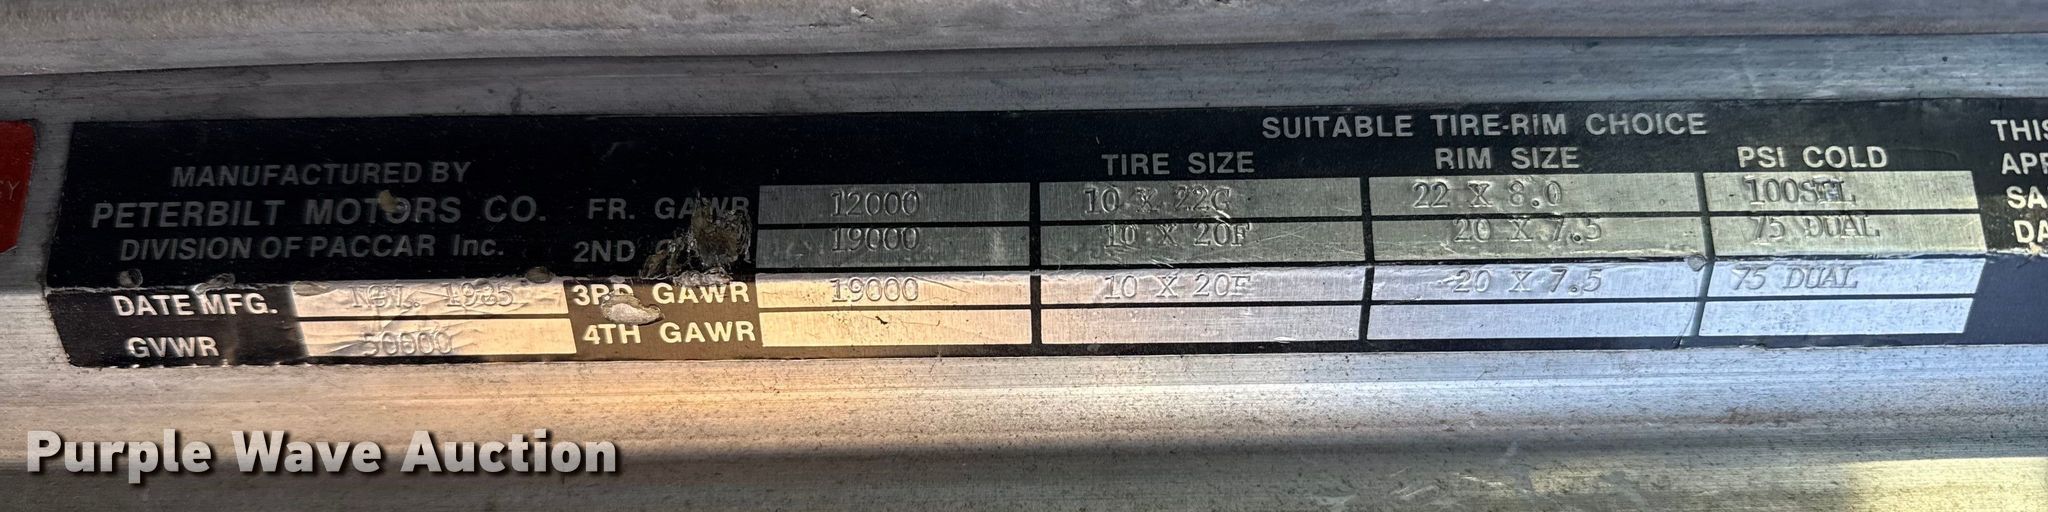 SUITABLE TIRE-RIM CHOICE
TIRE SIZE RIM SIZE PSI COLD
MANUFACTURED BY
PETERBILT MOTORS CO.
DIVISION OF PACCAR Inc.
FR. GAWR 12000 10 X 22G 22 X 8.0 100SGL
2ND 19000 10 X 20F 20 X 7.5 75 DUAL
DATE MFG. 1985 3RD GAWR 19000 10 X 20F 20 X 7.5 75 DUAL
GVWR 50000 4TH GAWR
THIS
APP
SA
DA
EY
Purple Wave Auction